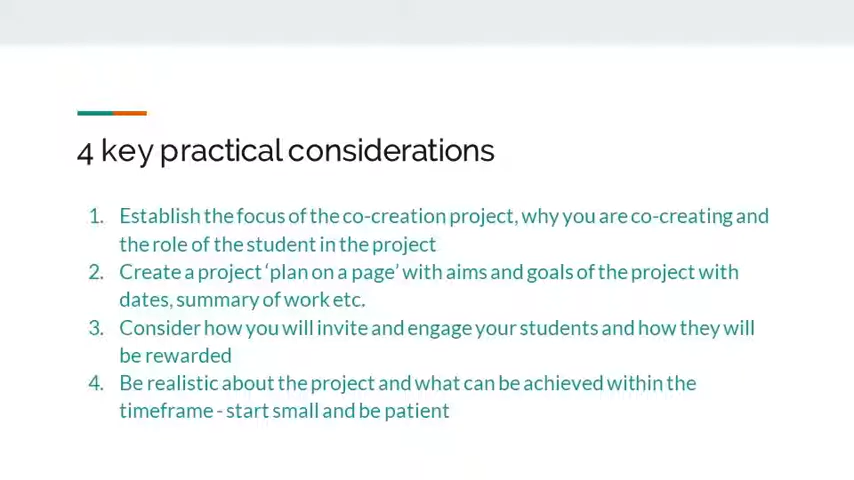 4 key practical considerations
1. Establish the focus of the co-creation project, why you are co-creating and
the role of the student in the project
2. Create a project ‘plan on a page’ with aims and goals of the project with
dates, summary of work etc.
3. Consider how you will invite and engage your students and how they will
be rewarded
4. Be realistic about the project and what can be achieved within the
timeframe - start small and be patient